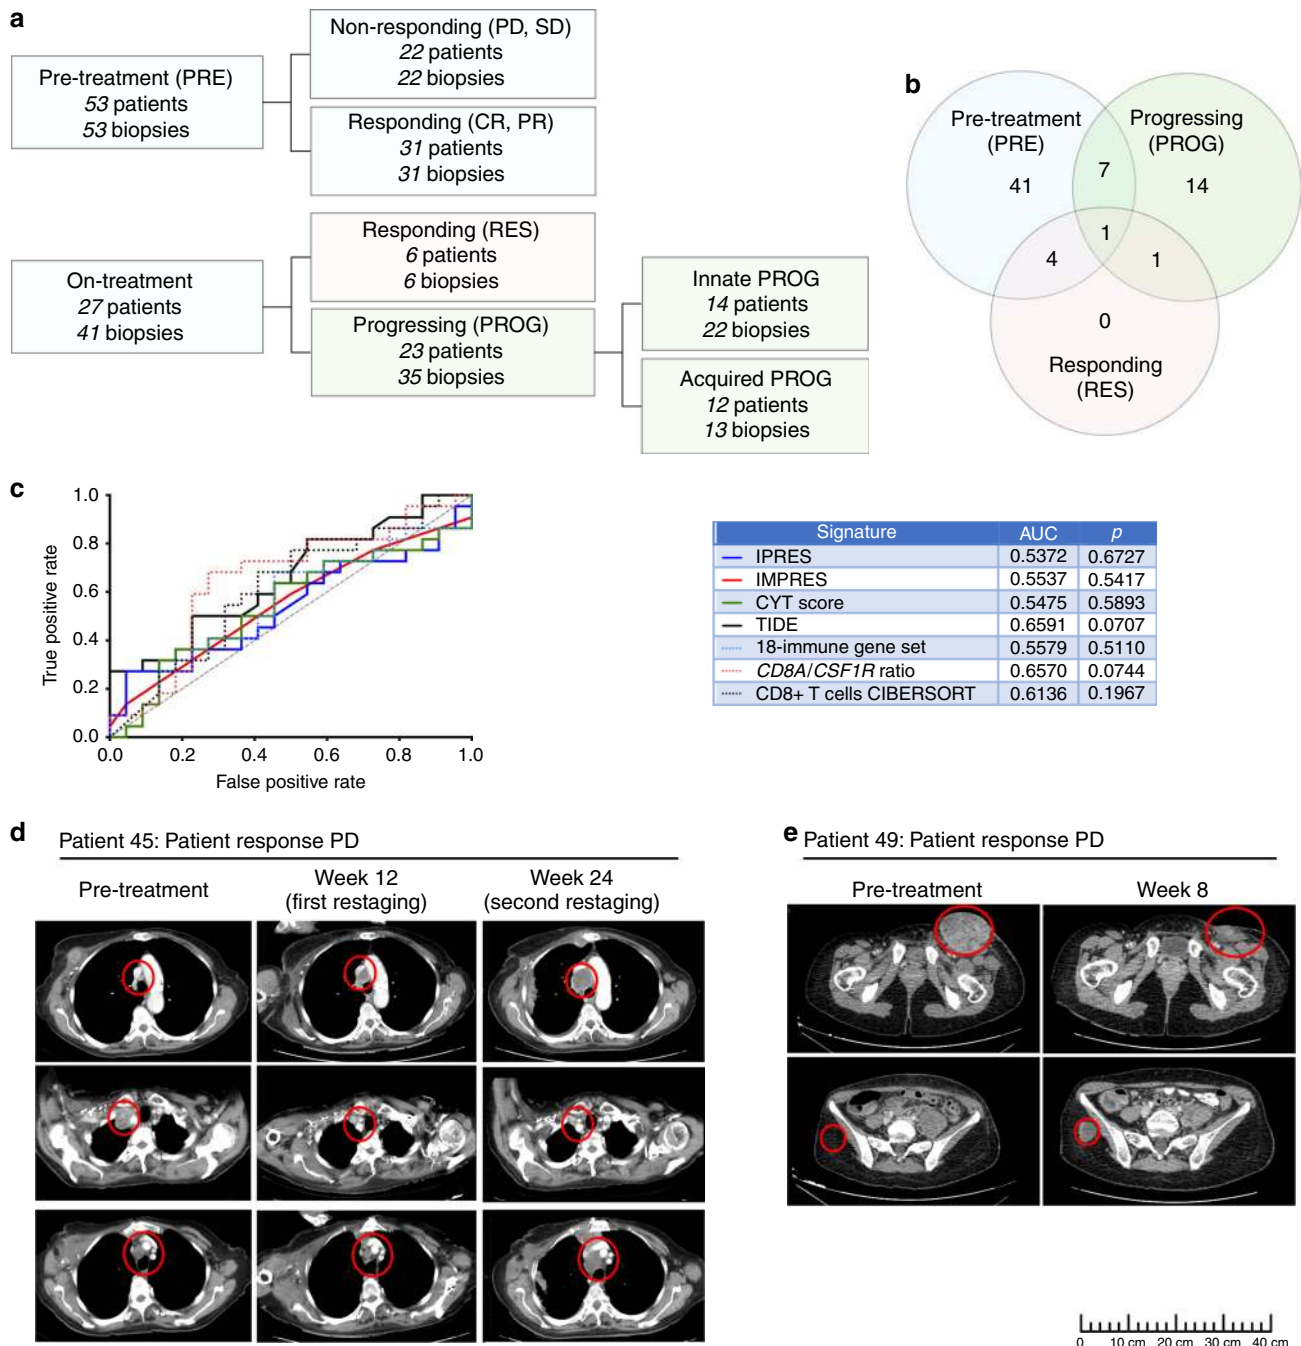 a
Pre-treatment (PRE)
53 patients
53 biopsies
Non-responding (PD, SD)
22 patients
22 biopsies
Responding (CR, PR)
31 patients
31 biopsies
On-treatment
27 patients
41 biopsies
Responding (RES)
6 patients
6 biopsies
Progressing (PROG)
23 patients
35 biopsies
Innate PROG
14 patients
22 biopsies
Acquired PROG
12 patients
13 biopsies
b
Pre-treatment
(PRE)
Progressing
(PROG)
7
41
14
1
4
1
0
Responding
(RES)
c
True positive rate
1.0
0.8
0.6
0.4
0.2
0.0
0.0 0.2 0.4 0.6 0.8 1.0
False positive rate
Signature AUC p
IPRES 0.5372 0.6727
IMPRES 0.5537 0.5417
CYT score 0.5475 0.5893
TIDE 0.6591 0.0707
18-immune gene set 0.5579 0.5110
CD8A/CSF1R ratio 0.6570 0.0744
CD8+ T cells CIBERSORT 0.6136 0.1967
d
Patient 45: Patient response PD
Pre-treatment
Week 12
(first restaging)
Week 24
(second restaging)
e
Patient 49: Patient response PD
Pre-treatment
Week 8
0 10 cm 20 cm 30 cm 40 cm